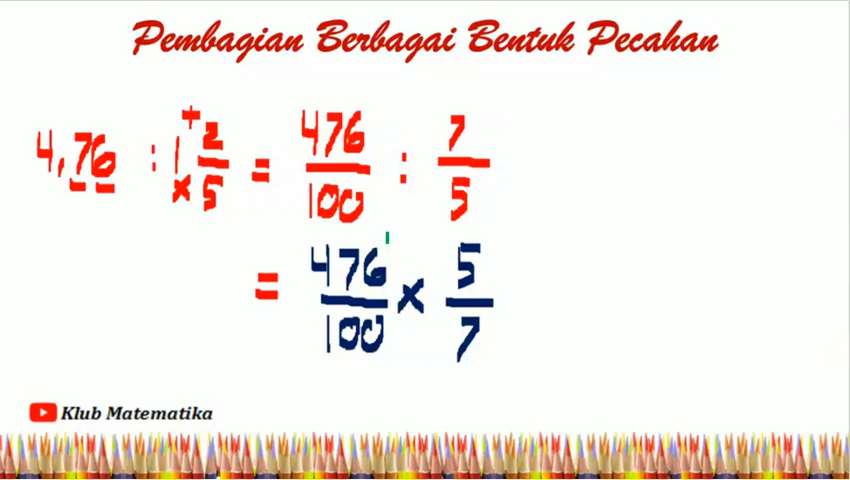 Pembagian Berbagai Bentuk Pecahan
4,76 : 1 2/5 = 476/100 : 7/5
+
×
= 476/100 × 5/7
Klub Matematika